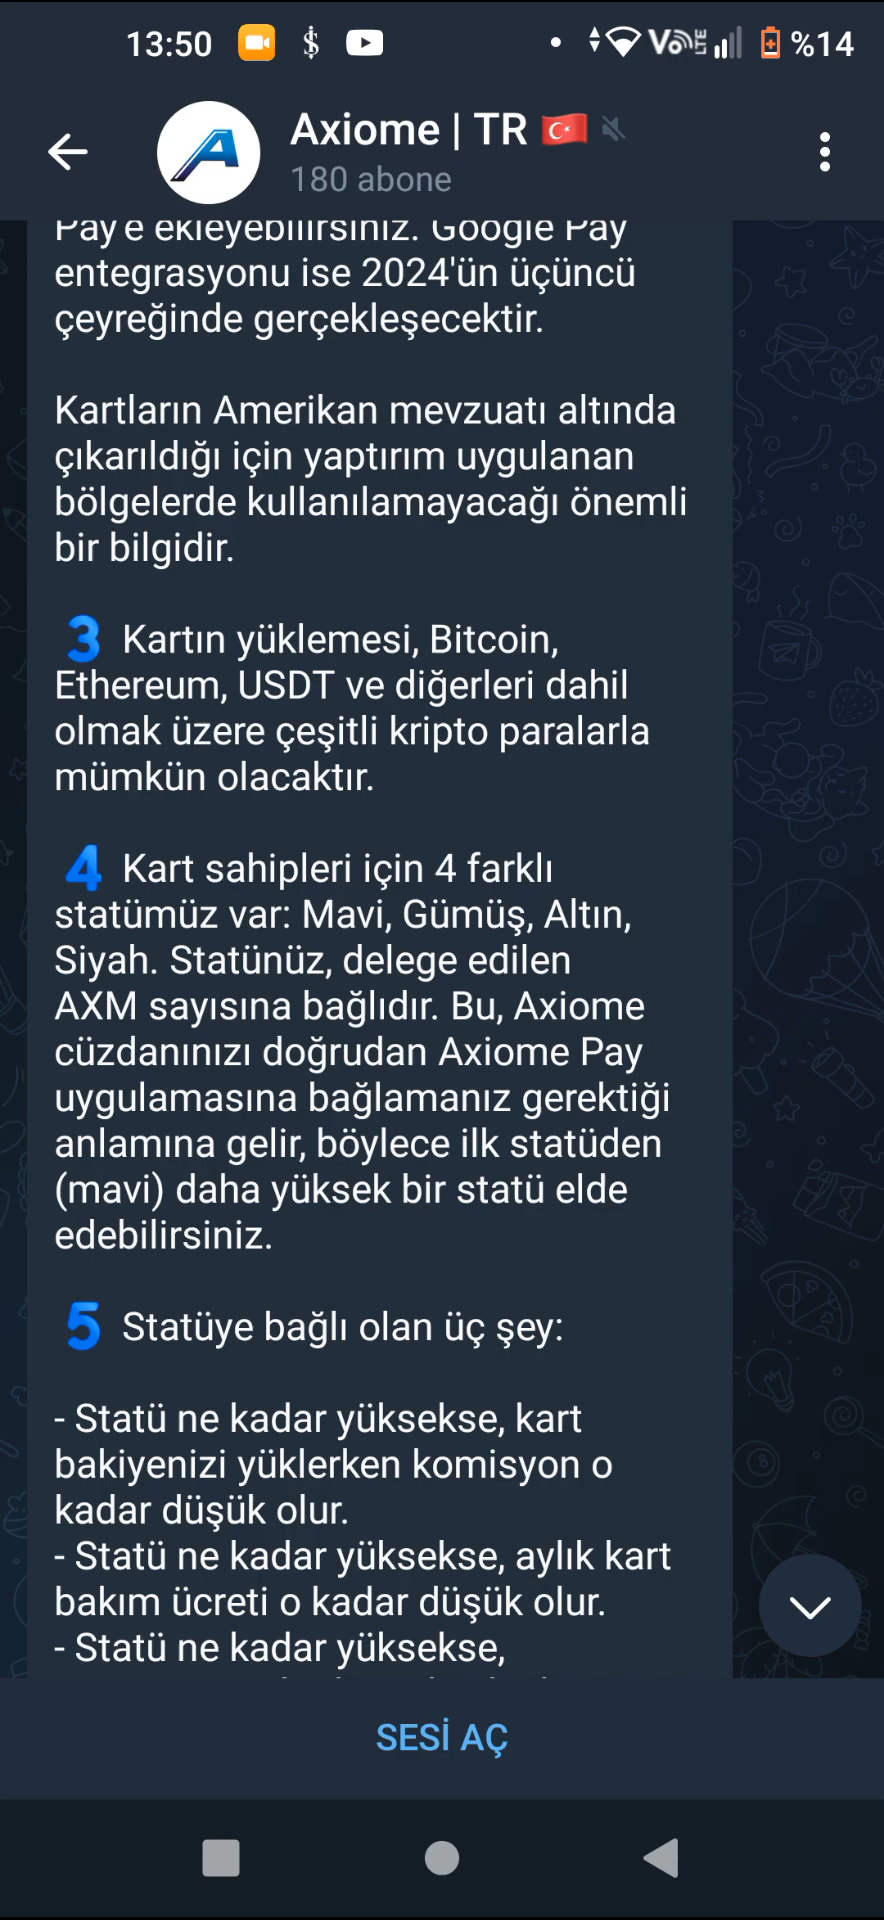 13:50
VoLTE
%14
Axiome | TR
180 abone
Pay'e ekleyebilirsiniz. Google Pay
entegrasyonu ise 2024'ün üçüncü
çeyreğinde gerçekleşecektir.
Kartların Amerikan mevzuatı altında
çıkarıldığı için yaptırım uygulanan
bölgelerde kullanılamayacağı önemli
bir bilgidir.
3 Kartın yüklemesi, Bitcoin,
Ethereum, USDT ve diğerleri dahil
olmak üzere çeşitli kripto paralarla
mümkün olacaktır.
4 Kart sahipleri için 4 farklı
statümüz var: Mavi, Gümüş, Altın,
Siyah. Statünüz, delege edilen
AXM sayısına bağlıdır. Bu, Axiome
cüzdanınızı doğrudan Axiome Pay
uygulamasına bağlamanız gerektiği
anlamına gelir, böylece ilk statüden
(mavi) daha yüksek bir statü elde
edebilirsiniz.
5 Statüye bağlı olan üç şey:
- Statü ne kadar yüksekse, kart
bakiyenizi yüklerken komisyon o
kadar düşük olur.
- Statü ne kadar yüksekse, aylık kart
bakım ücreti o kadar düşük olur.
- Statü ne kadar yüksekse,
SESİ AÇ